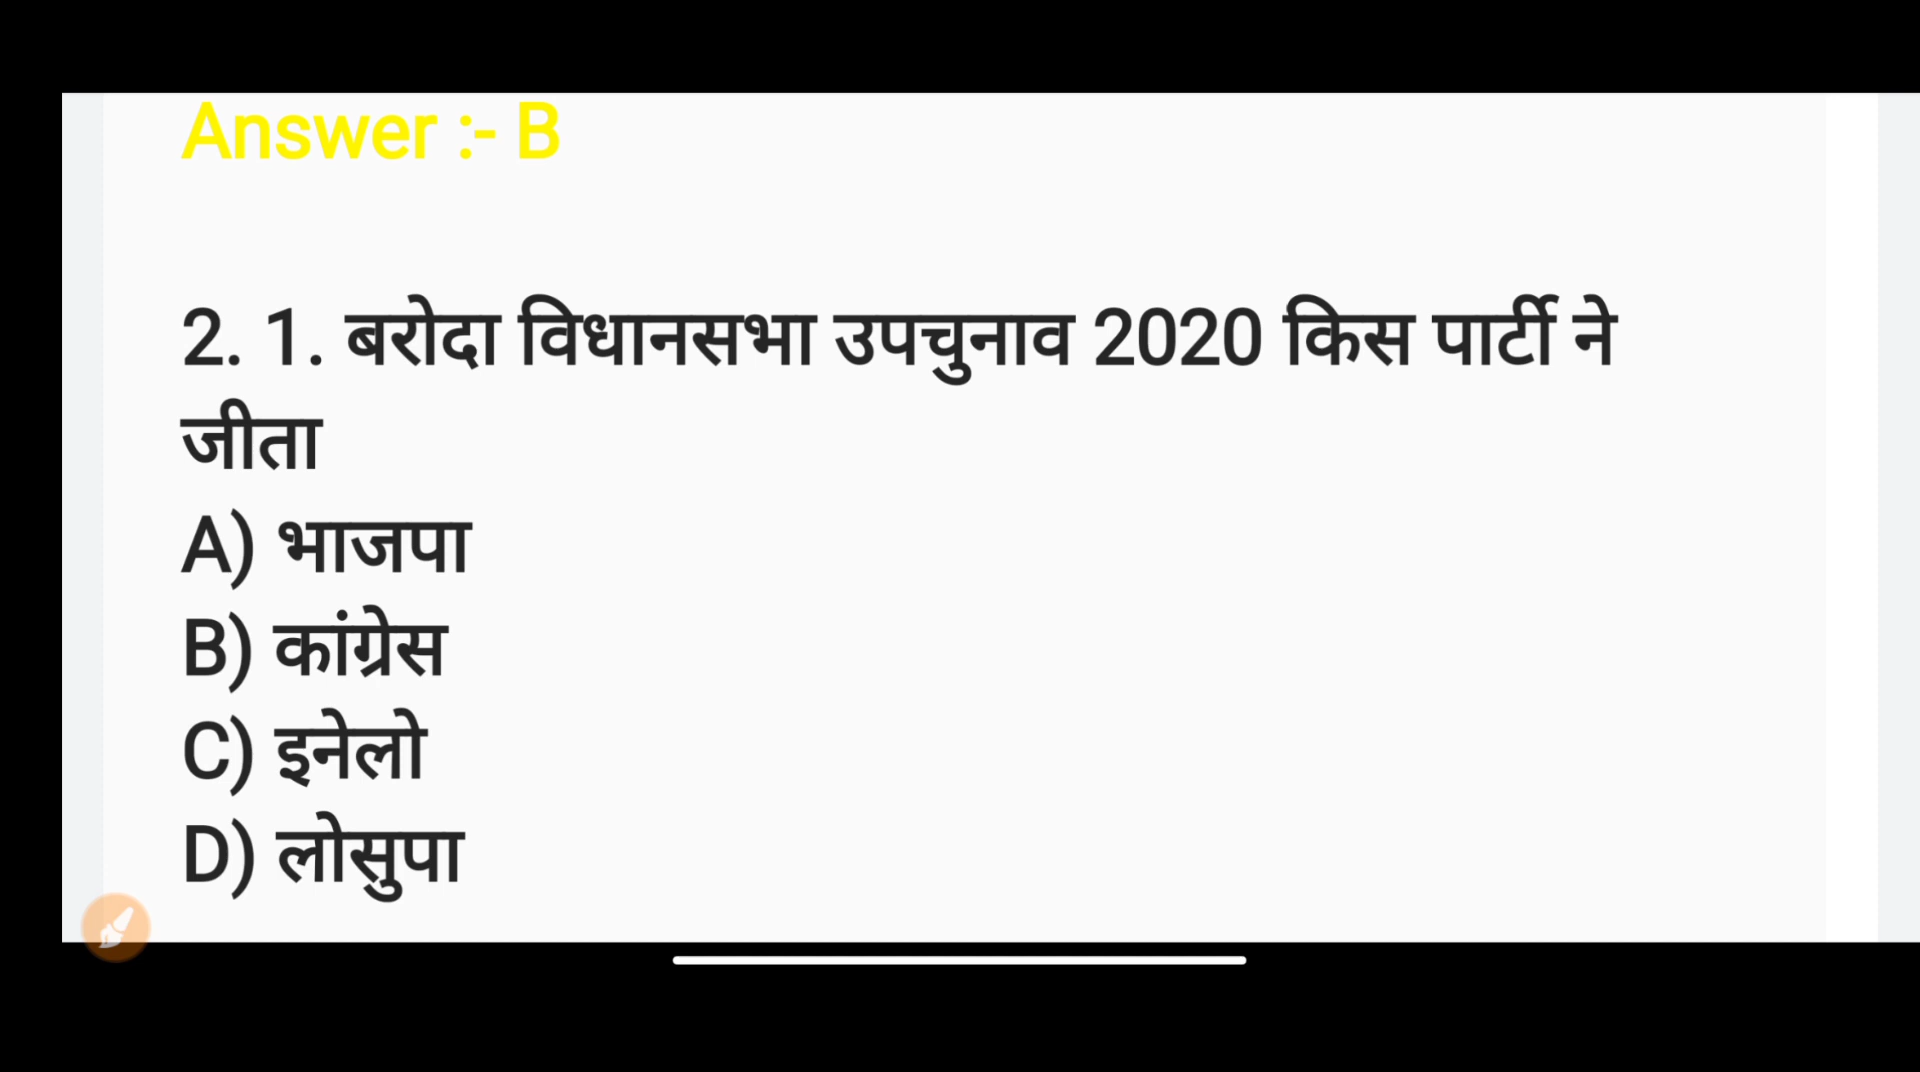 Answer :- B
2. 1. बरोदा विधानसभा उपचुनाव 2020 किस पार्टी ने
जीता
A) भाजपा
B) कांग्रेस
C) इनेलो
D) लोसुपा